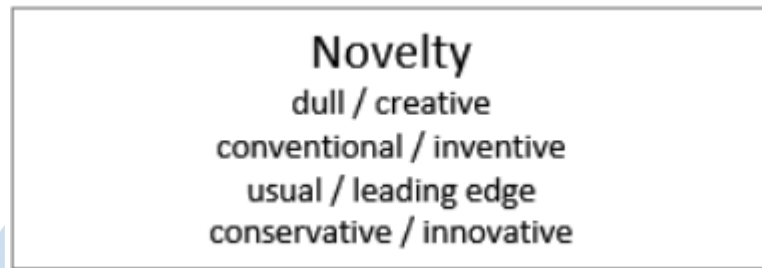 Novelty
dull / creative
conventional / inventive
usual / leading edge
conservative / innovative